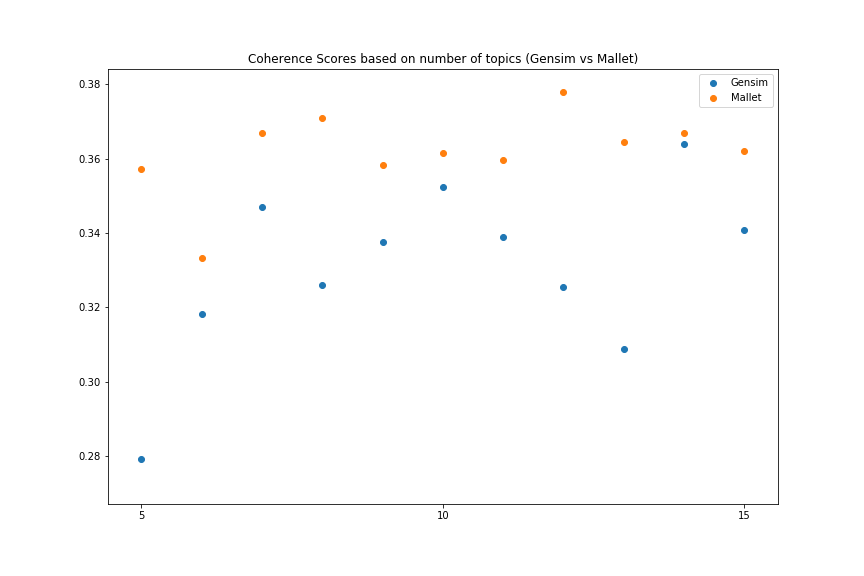 Coherence Scores based on number of topics (Gensim vs Mallet)
Gensim
Mallet
0.38
0.36
0.34
0.32
0.30
0.28
5 10 15